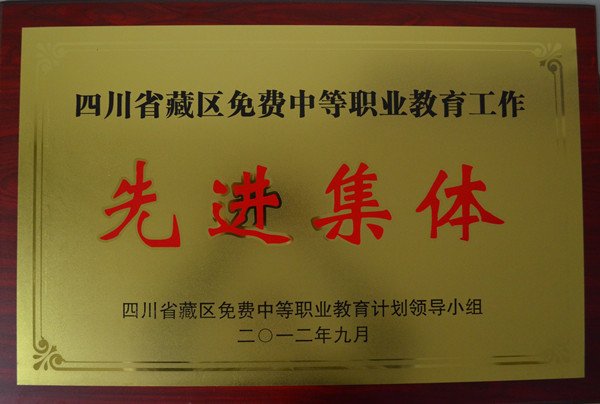 四川省藏区免费中等职业教育工作
先进集体
四川省藏区免费中等职业教育计划领导小组
二〇一二年九月